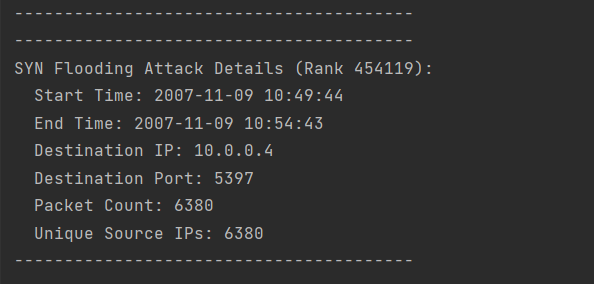 ----------------------------------------
----------------------------------------
SYN Flooding Attack Details (Rank 454119):
  Start Time: 2007-11-09 10:49:44
  End Time: 2007-11-09 10:54:43
  Destination IP: 10.0.0.4
  Destination Port: 5397
  Packet Count: 6380
  Unique Source IPs: 6380
----------------------------------------